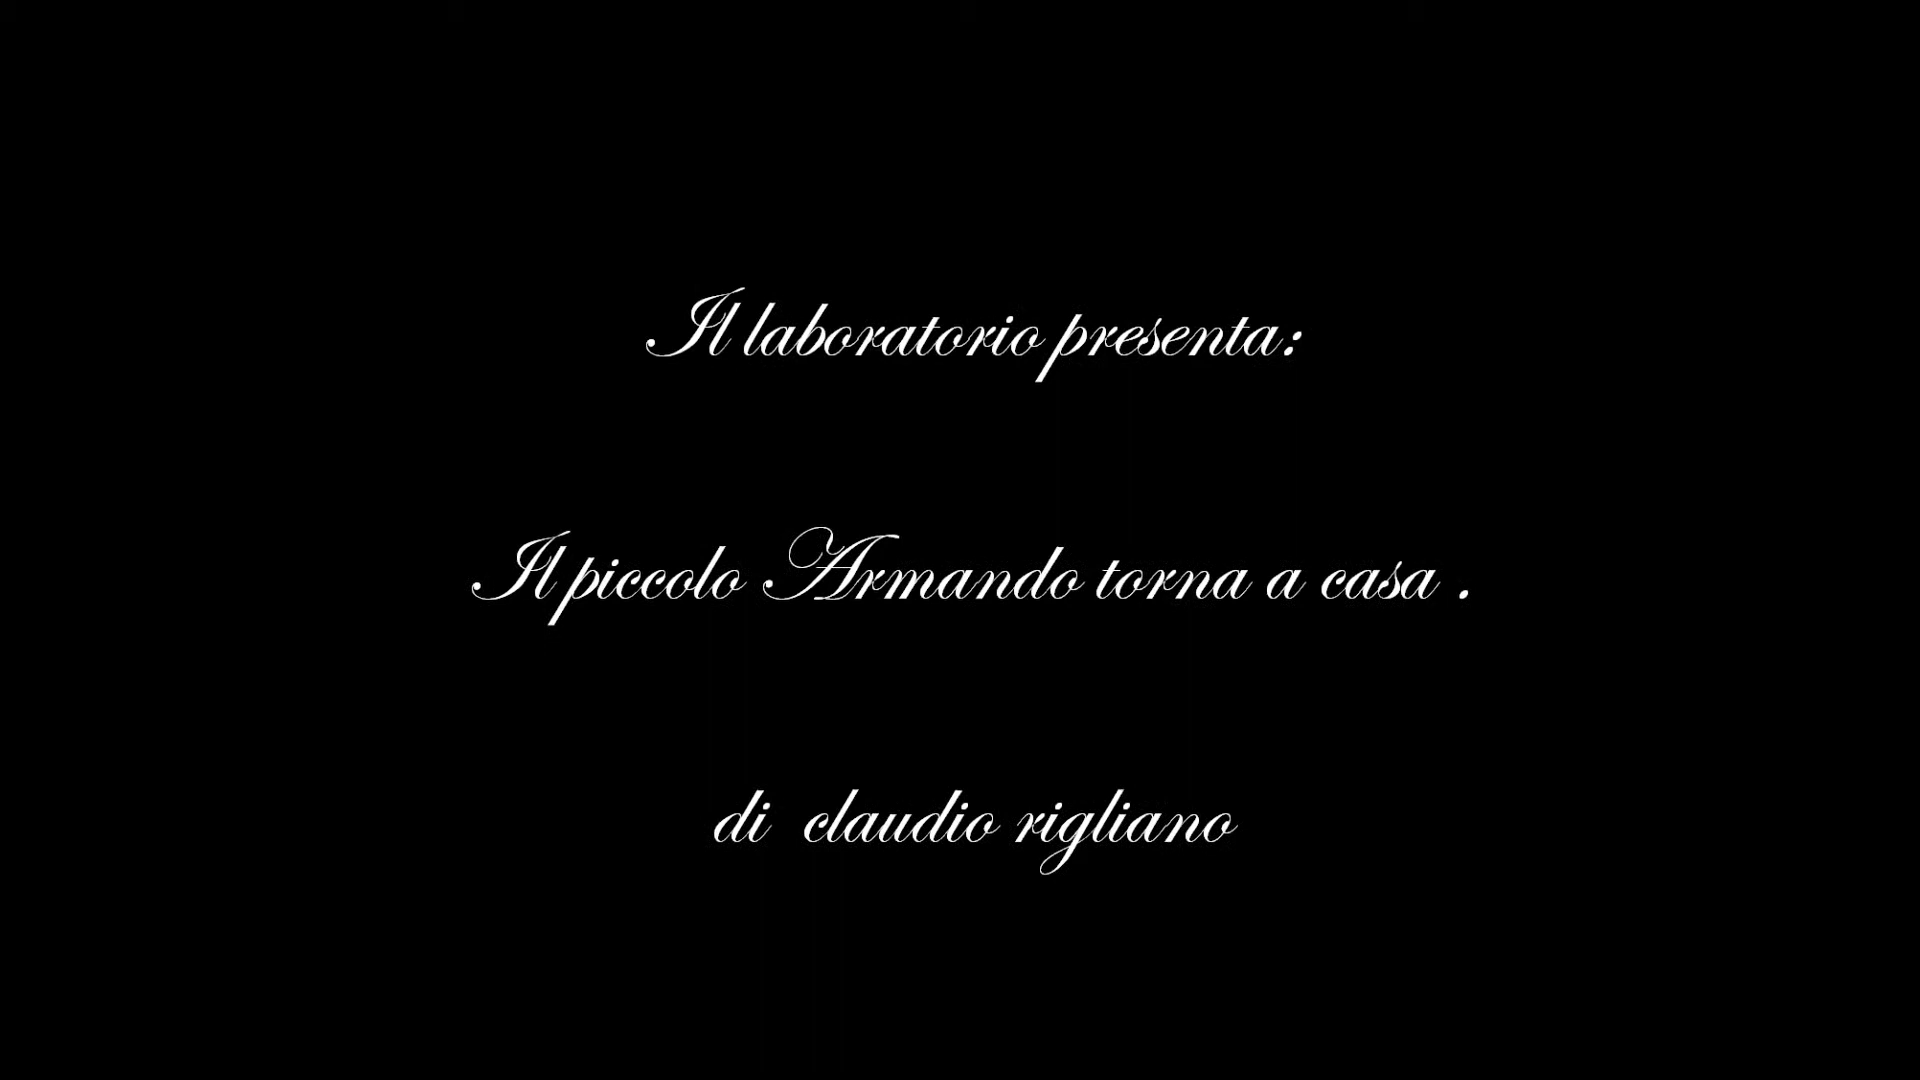 Il laboratorio presenta:
Il piccolo Armando torna a casa .
di claudio rigliano